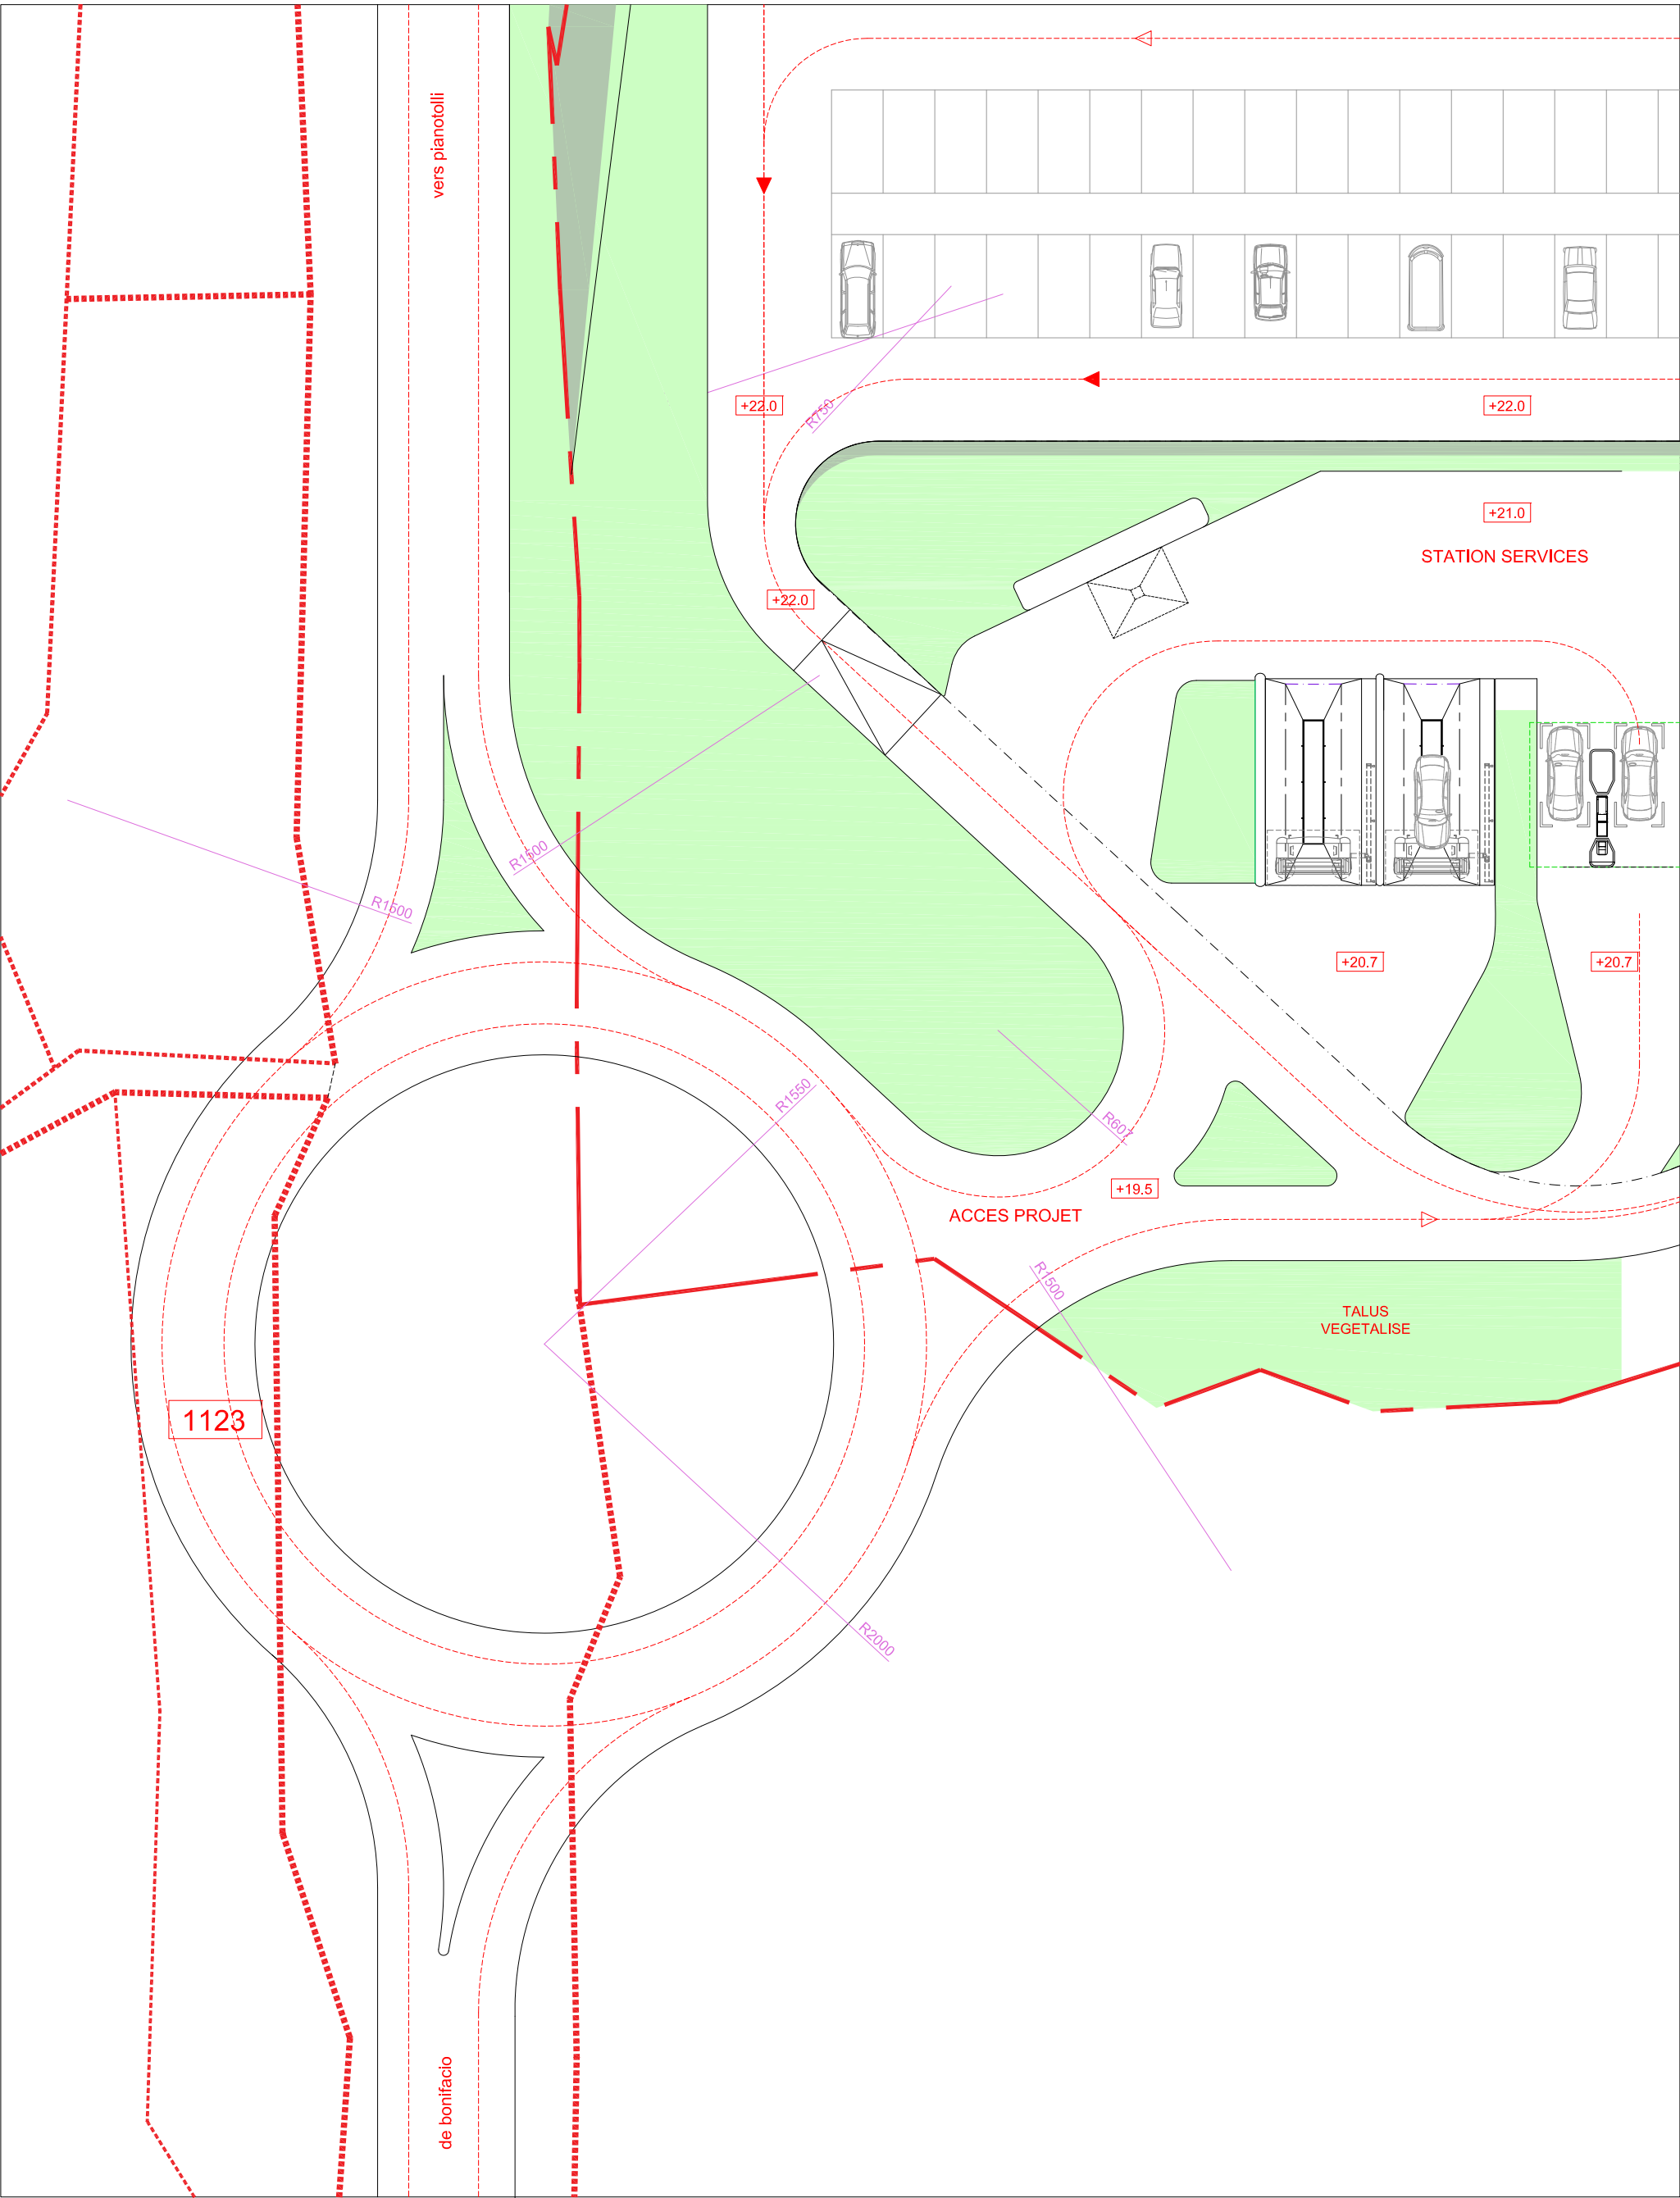 vers pianotolli
+22.0
R750
+22.0
+21.0
STATION SERVICES
+22.0
R1500
R1500
+20.7
+20.7
R1550
R607
+19.5
ACCES PROJET
R1500
TALUS
VEGETALISE
1123
R2000
de bonifacio